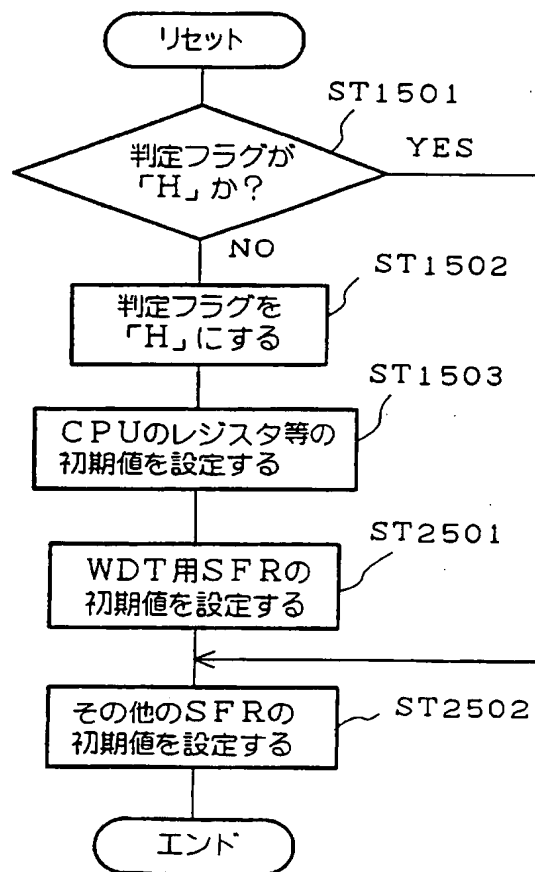 リセット
ST1501
判定フラグが
「H」か?
YES
NO
ST1502
判定フラグを
「H」にする
ST1503
CPUのレジスタ等の
初期値を設定する
ST2501
WDT用SFRの
初期値を設定する
その他のSFRの
初期値を設定する
ST2502
エンド